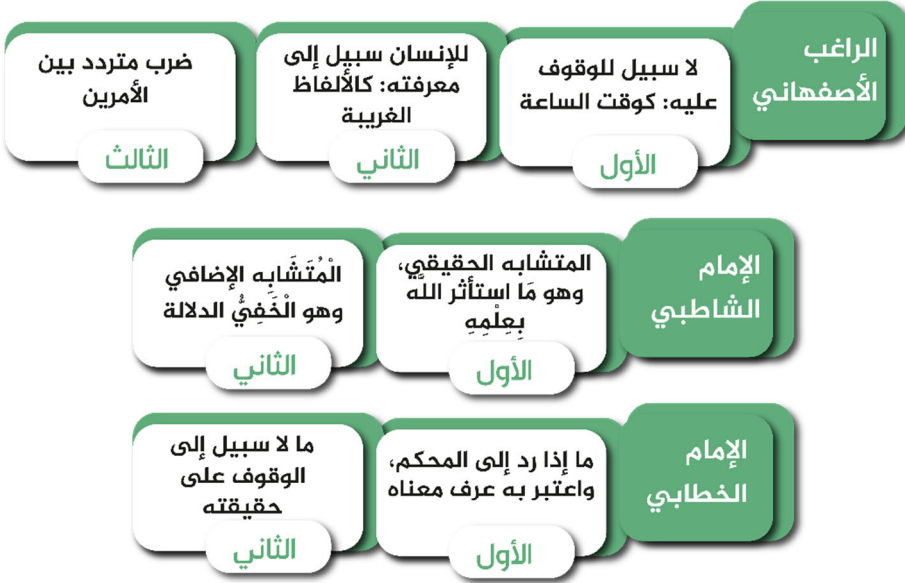 الراغب
الأصفهاني
لا سبيل للوقوف
عليه: كوقت الساعة
الأول
للإنسان سبيل إلى
معرفته: كالألفاظ
الغريبة
الثاني
ضرب متردد بين
الأمرين
الثالث
الإمام
الشاطبي
المتشابه الحقيقي،
وهو مَا استأثر اللَّه
بِعِلْمِهِ
الأول
الْمُتَشَابِه الإضافي
وهو الْخَفِيُّ الدلالة
الثاني
الإمام
الخطابي
ما إذا رد إلى المحكم،
واعتبر به عرف معناه
الأول
ما لا سبيل إلى
الوقوف على
حقيقته
الثاني